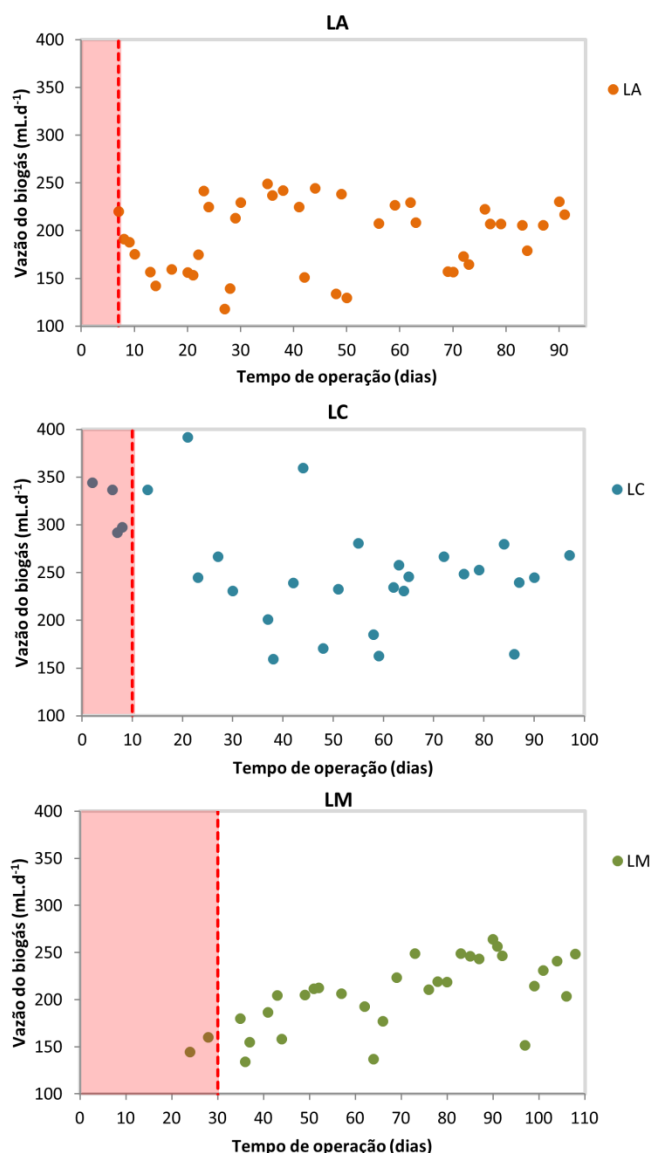 LA
400
350
300
250
200
150
100
Vazão do biogás (mL.d⁻¹)
0 10 20 30 40 50 60 70 80 90
Tempo de operação (dias)
LA
LC
400
350
300
250
200
150
100
Vazão do biogás (mL.d⁻¹)
0 10 20 30 40 50 60 70 80 90 100
Tempo de operação (dias)
LC
LM
400
350
300
250
200
150
100
Vazão do biogás (mL.d⁻¹)
0 10 20 30 40 50 60 70 80 90 100 110
Tempo de operação (dias)
LM